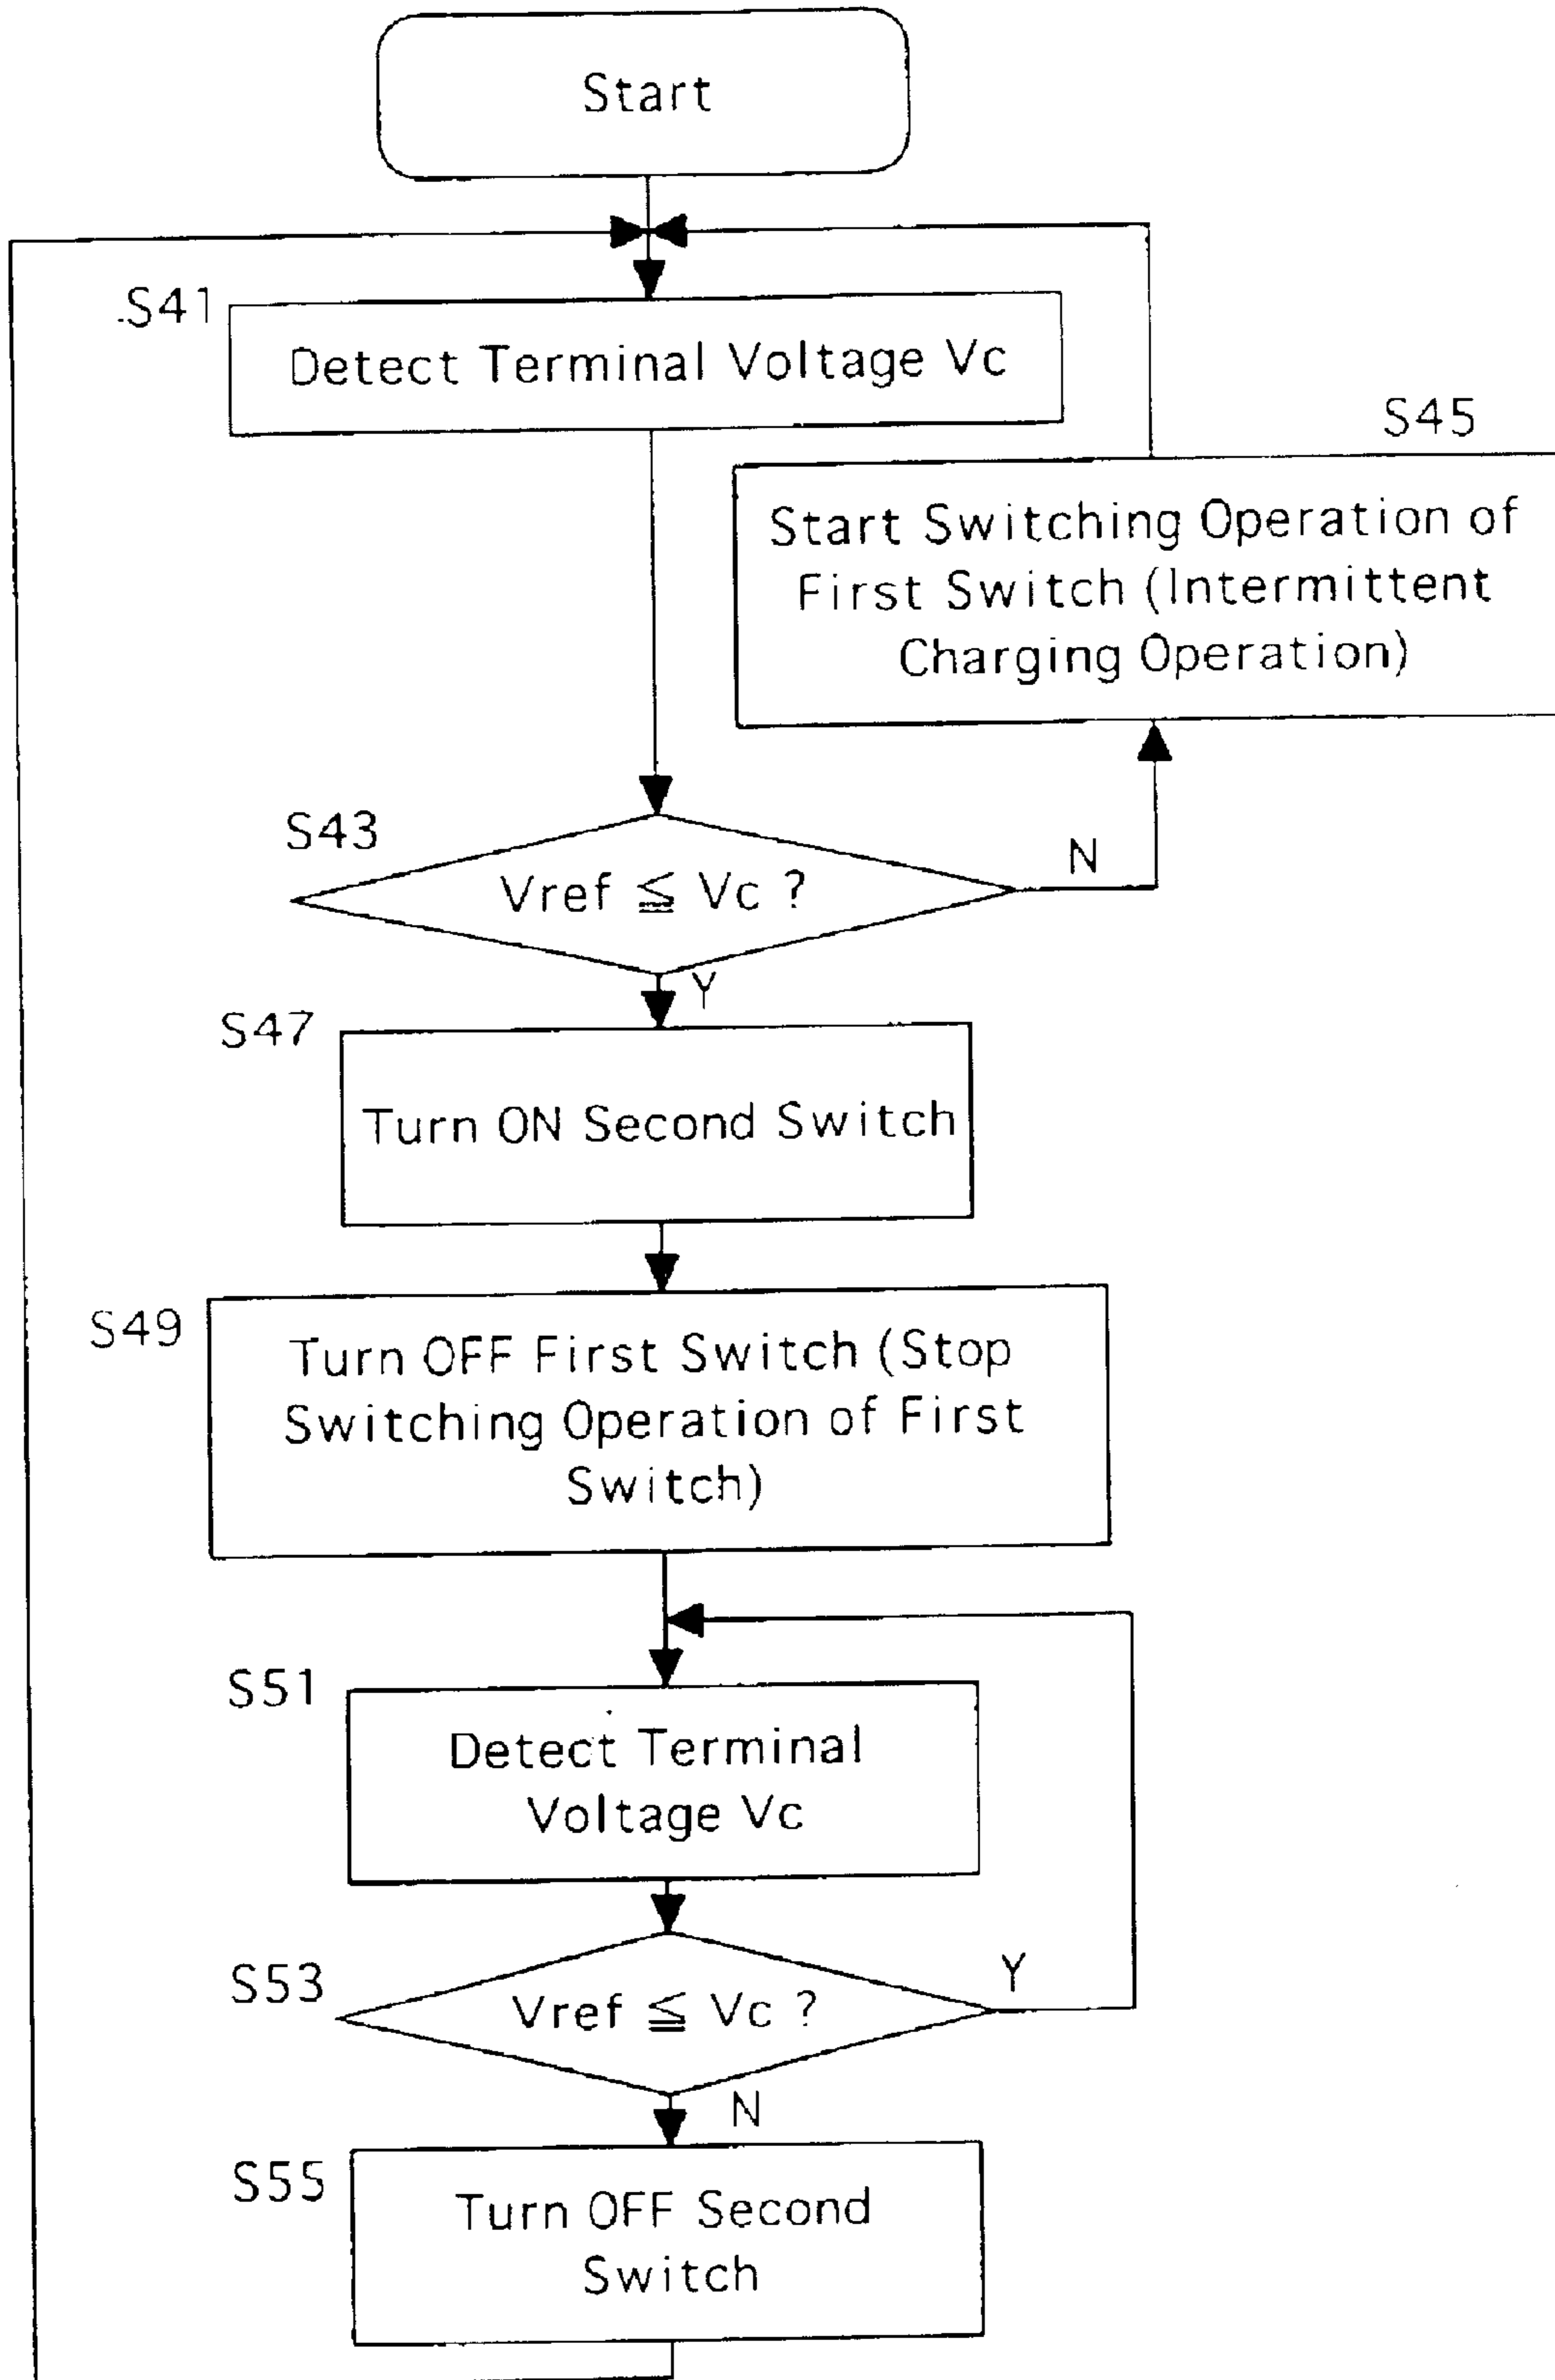 Start
S41
Detect Terminal Voltage Vc
S45
Start Switching Operation of
First Switch (Intermittent
Charging Operation)
S43
Vref ≦ Vc ?
N
Y
S47
Turn ON Second Switch
S49
Turn OFF First Switch (Stop
Switching Operation of First
Switch)
S51
Detect Terminal
Voltage Vc
S53
Vref ≦ Vc ?
Y
N
S55
Turn OFF Second
Switch